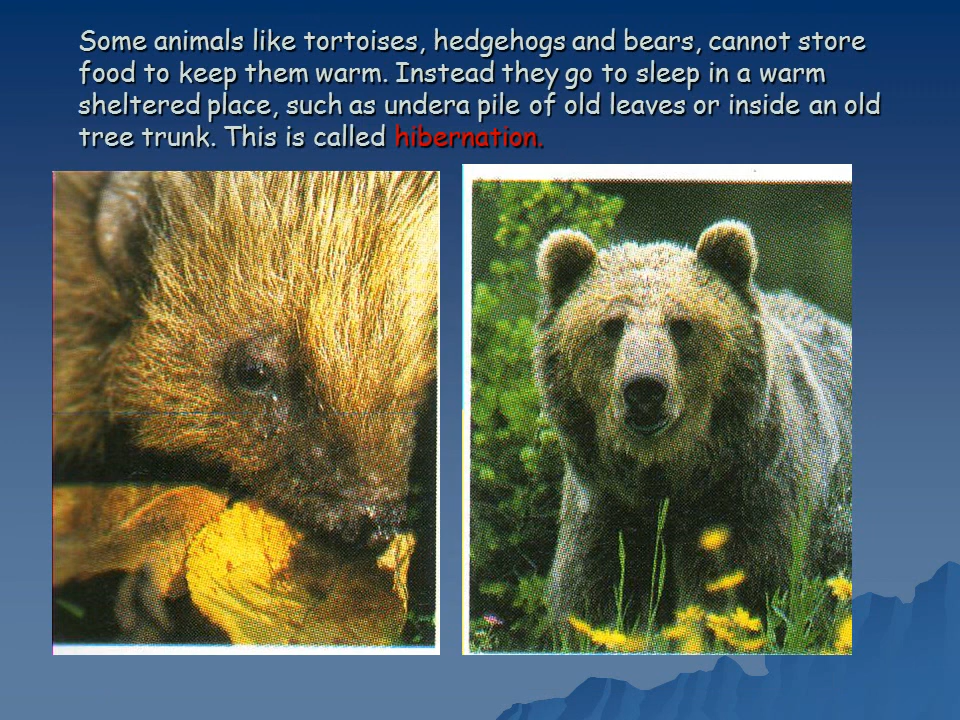 Some animals like tortoises, hedgehogs and bears, cannot store
food to keep them warm. Instead they go to sleep in a warm
sheltered place, such as undera pile of old leaves or inside an old
tree trunk. This is called hibernation.